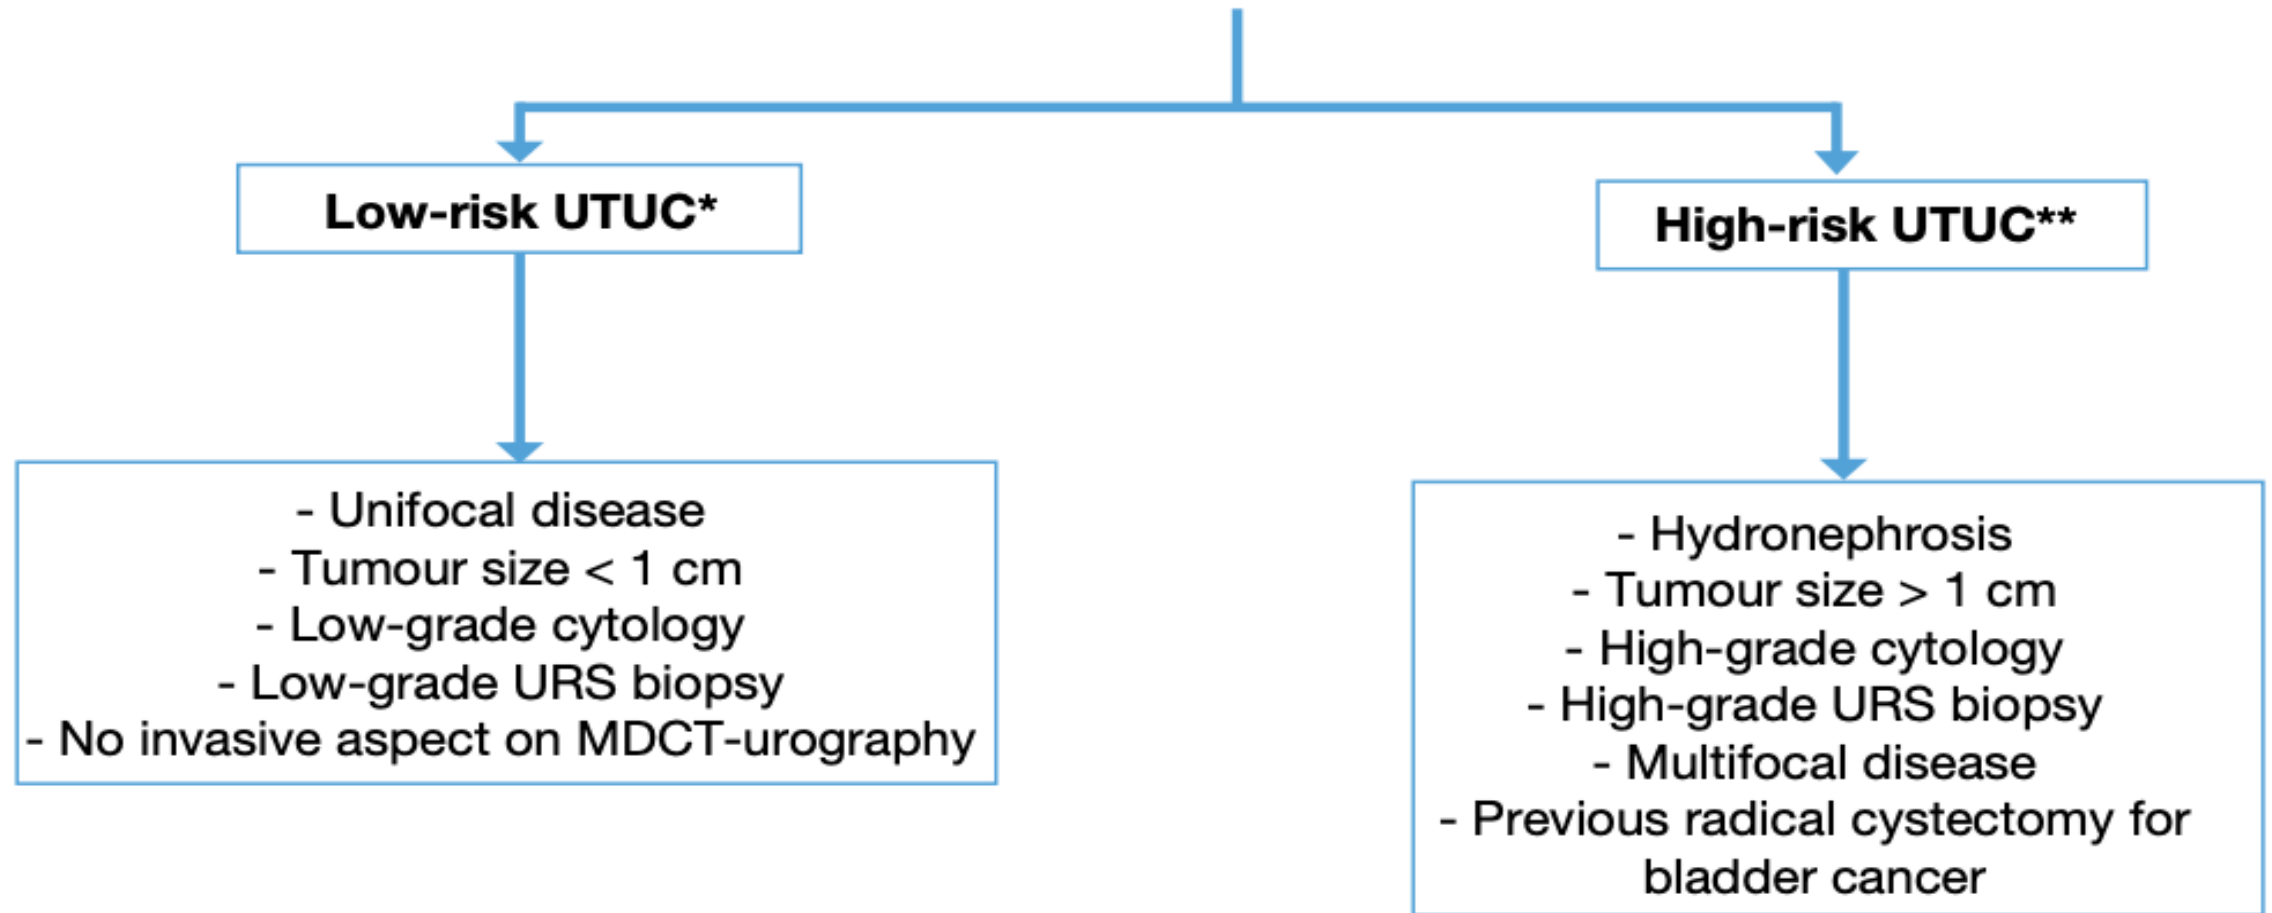 Low-risk UTUC*
High-risk UTUC**
- Unifocal disease
- Tumour size < 1 cm
- Low-grade cytology
- Low-grade URS biopsy
- No invasive aspect on MDCT-urography
- Hydronephrosis
- Tumour size > 1 cm
- High-grade cytology
- High-grade URS biopsy
- Multifocal disease
- Previous radical cystectomy for
bladder cancer